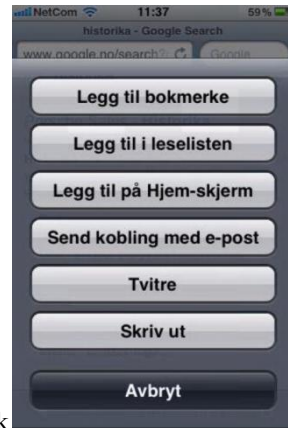 NetCom 11:37 59 %
historika - Google Search
www.google.no/search? Google
Legg til bokmerke
Legg til i leselisten
Legg til på Hjem-skjerm
Send kobling med e-post
Tvitre
Skriv ut
Avbryt
k